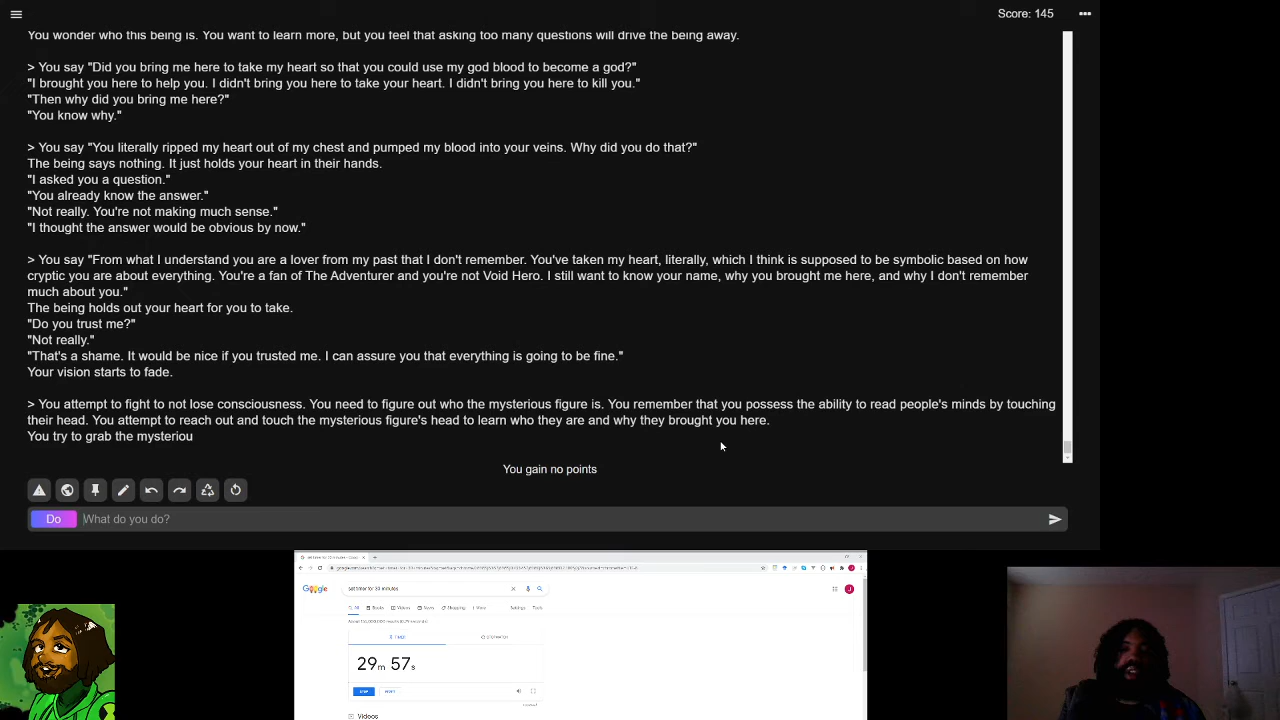 Score: 145
You wonder who this being is. You want to learn more, but you feel that asking too many questions will drive the being away.
> You say "Did you bring me here to take my heart so that you could use my god blood to become a god?"
"I brought you here to help you. I didn't bring you here to take your heart. I didn't bring you here to kill you."
"Then why did you bring me here?"
"You know why."
> You say "You literally ripped my heart out of my chest and pumped my blood into your veins. Why did you do that?"
The being says nothing. It just holds your heart in their hands.
"I asked you a question."
"You already know the answer."
"Not really. You're not making much sense."
"I thought the answer would be obvious by now."
> You say "From what I understand you are a lover from my past that I don't remember. You've taken my heart, literally, which I think is supposed to be symbolic based on how
cryptic you are about everything. You're a fan of The Adventurer and you're not Void Hero. I still want to know your name, why you brought me here, and why I don't remember
much about you."
The being holds out your heart for you to take.
"Do you trust me?"
"Not really."
"That's a shame. It would be nice if you trusted me. I can assure you that everything is going to be fine."
Your vision starts to fade.
> You attempt to fight to not lose consciousness. You need to figure out who the mysterious figure is. You remember that you possess the ability to read people's minds by touching
their head. You attempt to reach out and touch the mysterious figure's head to learn who they are and why they brought you here.
You try to grab the mysteriou
You gain no points
Do
What do you do?
Google
Settings Tools
29m 57s
Videos